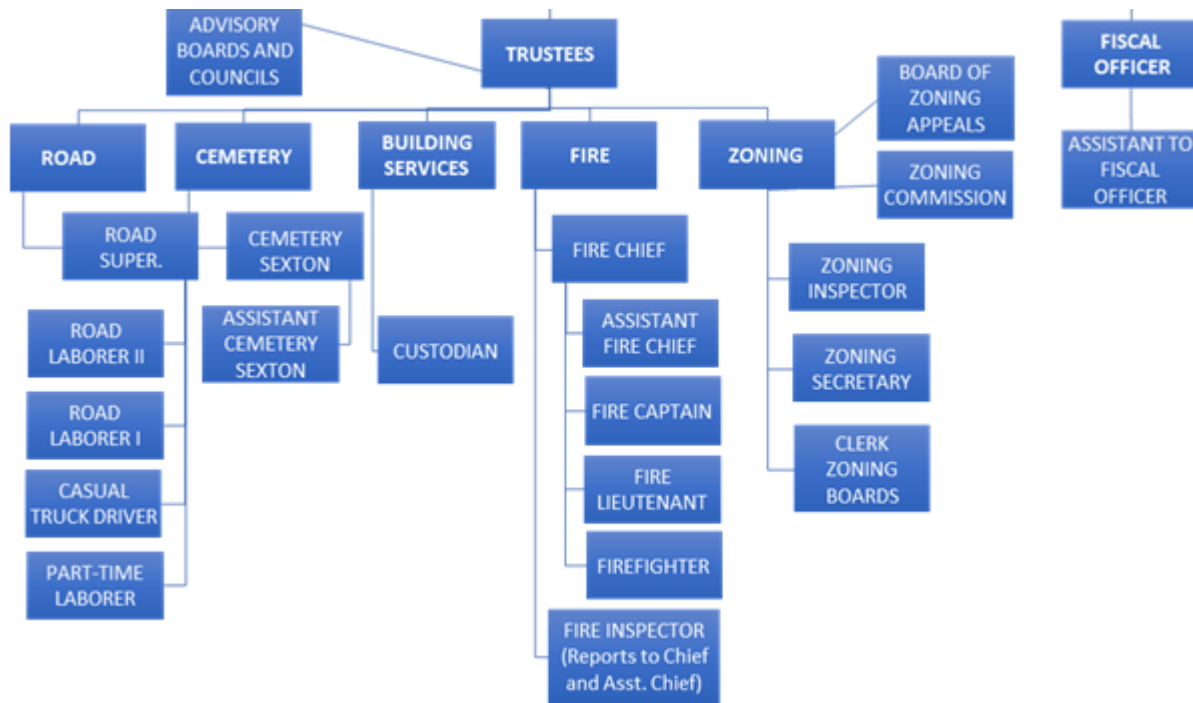 ADVISORY
BOARDS AND
COUNCILS
TRUSTEES
FISCAL
OFFICER
BOARD OF
ZONING
APPEALS
ASSISTANT TO
FISCAL
OFFICER
ROAD
CEMETERY
BUILDING
SERVICES
FIRE
ZONING
ZONING
COMMISSION
ROAD
SUPER.
CEMETERY
SEXTON
FIRE CHIEF
ZONING
INSPECTOR
ROAD
LABORER II
ASSISTANT
CEMETERY
SEXTON
CUSTODIAN
ASSISTANT
FIRE CHIEF
ZONING
SECRETARY
ROAD
LABORER I
FIRE CAPTAIN
CLERK
ZONING
BOARDS
CASUAL
TRUCK DRIVER
FIRE
LIEUTENANT
PART-TIME
LABORER
FIREFIGHTER
FIRE INSPECTOR
(Reports to Chief
and Asst. Chief)